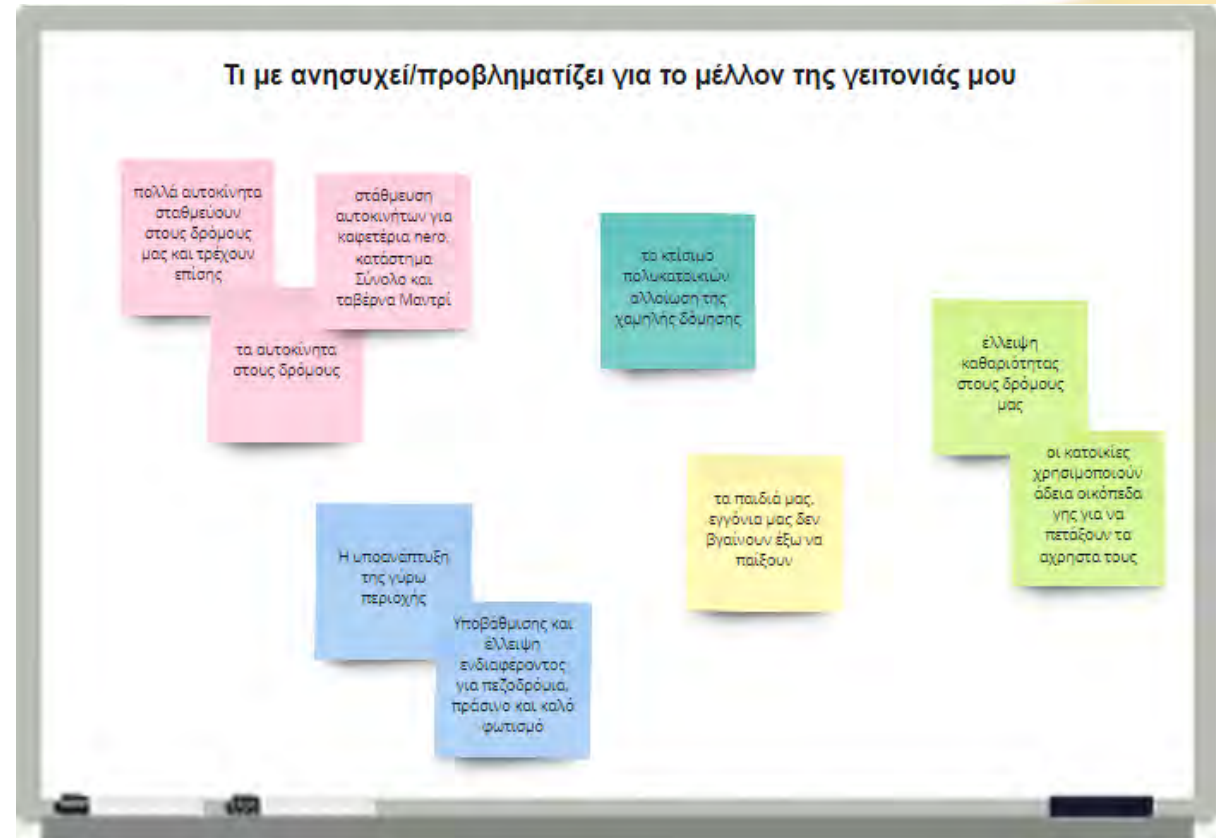 Τι με ανησυχεί/προβληματίζει για το μέλλον της γειτονιάς μου
πολλά αυτοκίνητα
σταθμεύουν
στους δρόμους
μας και τρέχουν
επίσης
στάθμευση
αυτοκινήτων για
καφετέρια nero,
κατάστημα
Σύνολο και
ταβέρνα Μαντρί
τα αυτοκίνητα
στους δρόμους
το κτίσιμο
πολυκατοικιών
αλλοίωση της
χαμηλής δόμησης
έλλειψη
καθαριότητας
στους δρόμους
μας
οι κατοικίες
χρησιμοποιούν
άδεια οικόπεδα
γης για να
πετάξουν τα
αχρηστα τους
τα παιδιά μας,
εγγόνια μας δεν
βγαίνουν έξω να
παίξουν
Η υποανάπτυξη
της γυρω
περιοχής
Υποβάθμισης και
έλλειψη
ενδιαφεροντος
για πεζοδρόμια,
πράσινο και καλό
φωτισμό